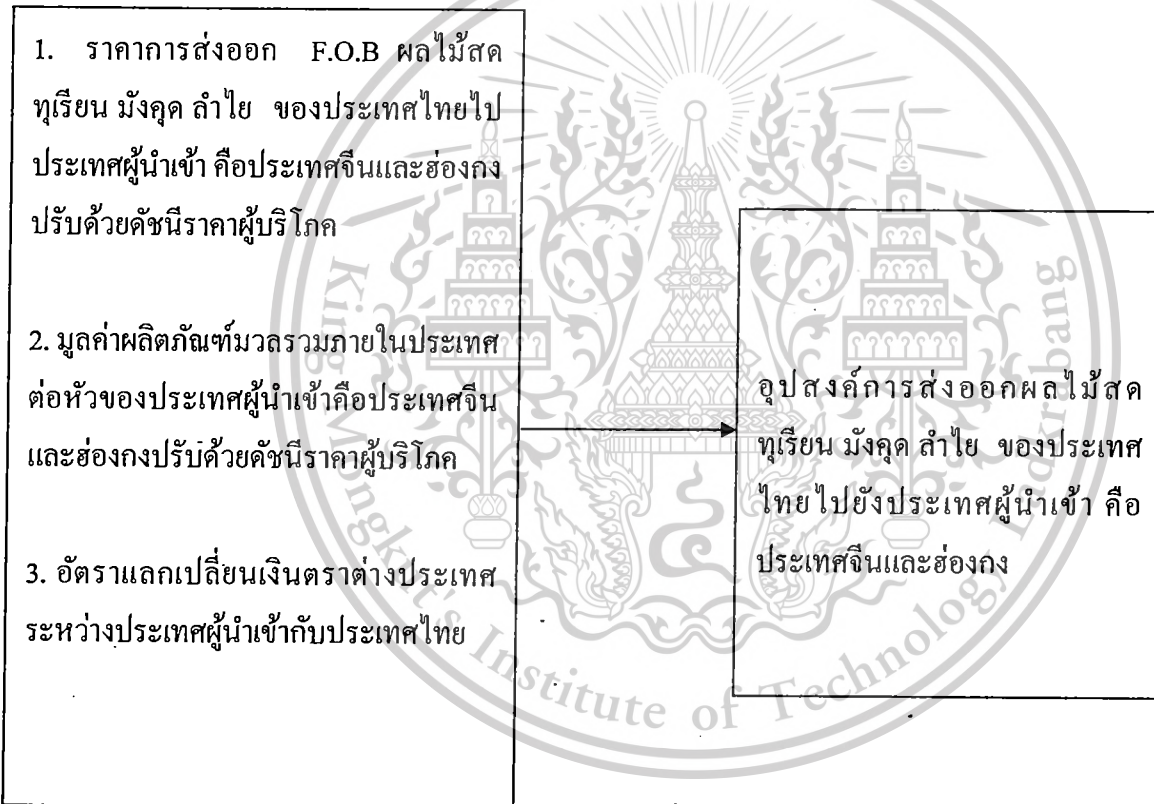 1. ราคาการส่งออก F.O.B ผลไม้สด
ทุเรียน มังคุด ลำไย ของประเทศไทยไป
ประเทศผู้นำเข้า คือประเทศจีนและฮ่องกง
ปรับด้วยดัชนีราคาผู้บริโภค
2. มูลค่าผลิตภัณฑ์มวลรวมภายในประเทศ
ต่อหัวของประเทศผู้นำเข้าคือประเทศจีน
และฮ่องกงปรับด้วยดัชนีราคาผู้บริโภค
3. อัตราแลกเปลี่ยนเงินตราต่างประเทศ
ระหว่างประเทศผู้นำเข้ากับประเทศไทย
อุปสงค์การส่งออกผลไม้สด
ทุเรียน มังคุด ลำไย ของประเทศ
ไทยไปยังประเทศผู้นำเข้า คือ
ประเทศจีนและฮ่องกง
King Mongkut's Institute of Technology Ladkrabang